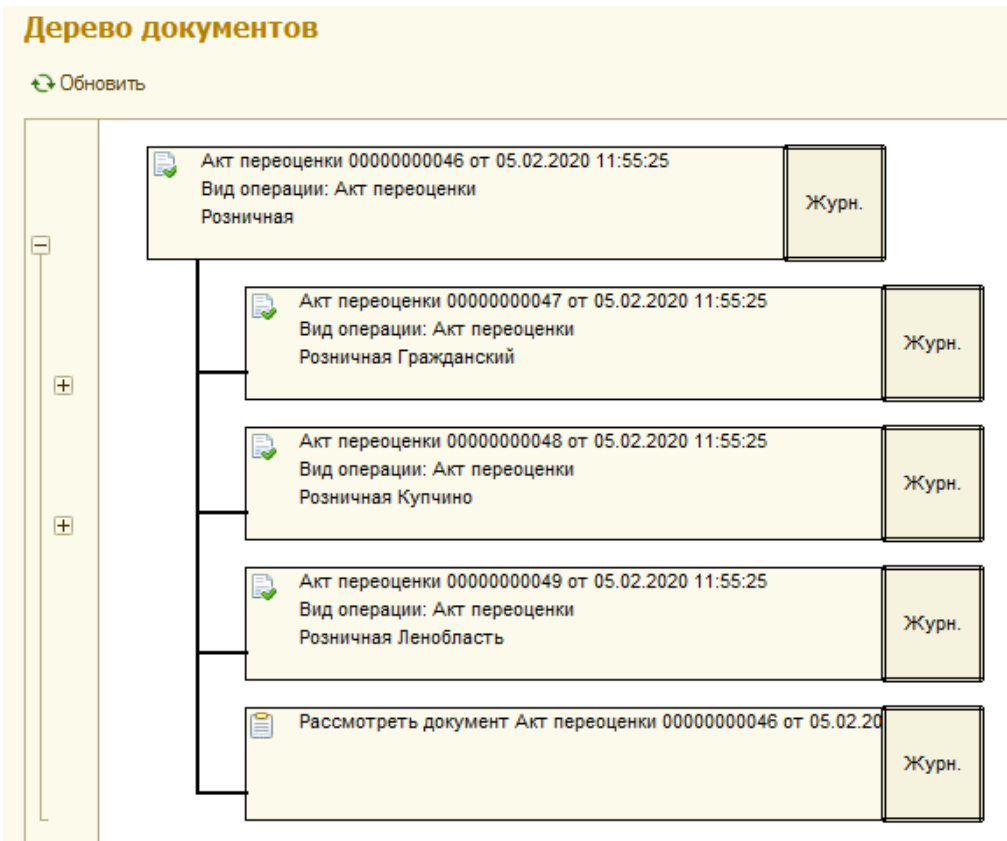 Дерево документов
Обновить
Акт переоценки 00000000046 от 05.02.2020 11:55:25
Вид операции: Акт переоценки
Розничная
Журн.
Акт переоценки 00000000047 от 05.02.2020 11:55:25
Вид операции: Акт переоценки
Розничная Гражданский
Журн.
Акт переоценки 00000000048 от 05.02.2020 11:55:25
Вид операции: Акт переоценки
Розничная Купчино
Журн.
Акт переоценки 00000000049 от 05.02.2020 11:55:25
Вид операции: Акт переоценки
Розничная Ленобласть
Журн.
Рассмотреть документ Акт переоценки 00000000046 от 05.02.20
Журн.